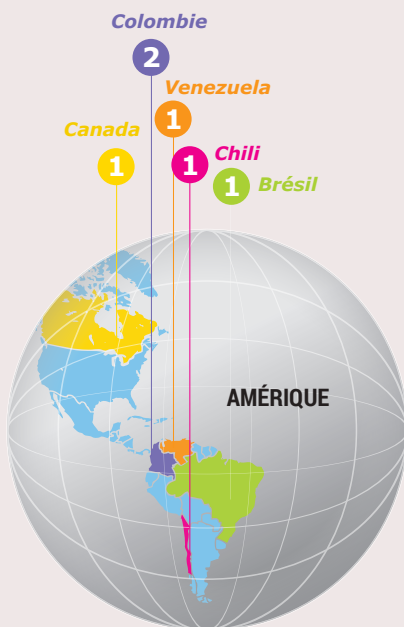 Colombie
2
Venezuela
1
Canada
1
Chili
1
Brésil
1
AMÉRIQUE